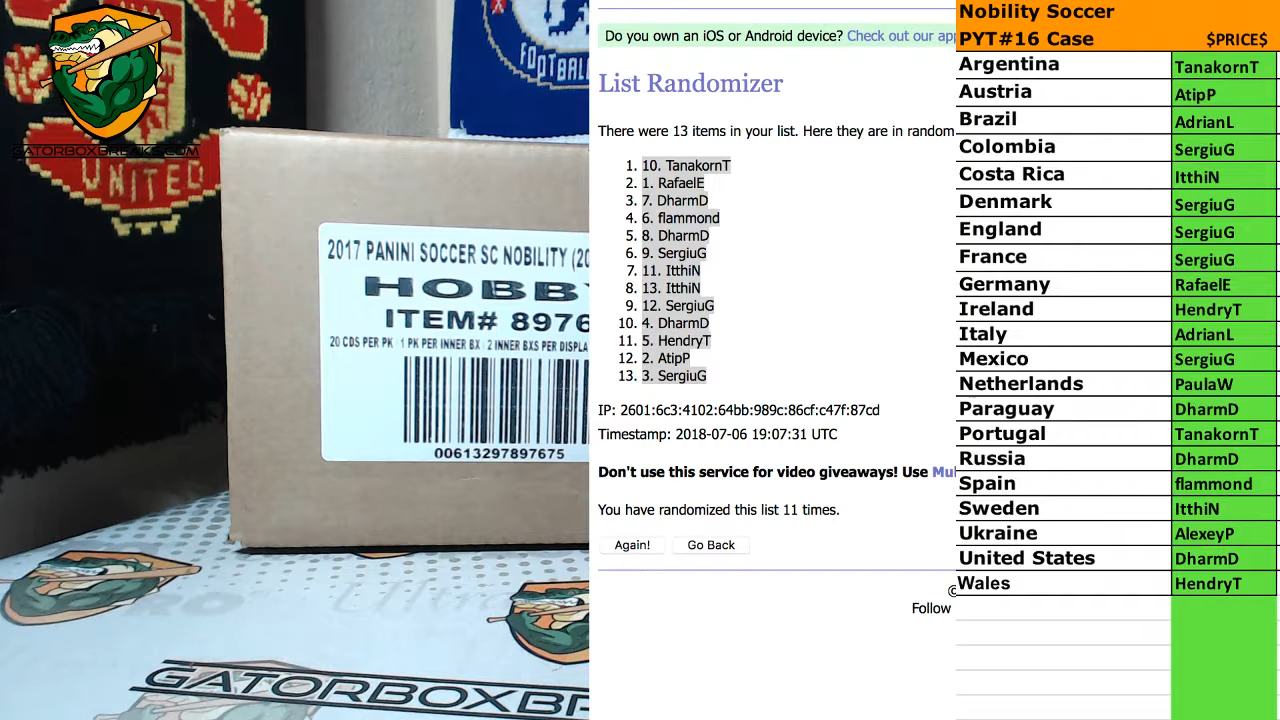 GATORBOXBREAKS.COM
UNITED
FOOTBAL
2017 PANINI SOCCER SC NOBILITY (20
HOBBY
ITEM# 8976
20 CDS PER PK 1 PK PER INNER BX 2 INNER BXS PER DISPLA
00613297897675
GATORBOXBR
Do you own an iOS or Android device? Check out our app
List Randomizer
There were 13 items in your list. Here they are in random
1. 10. TanakornT
2. 1. RafaelE
3. 7. DharmD
4. 6. flammond
5. 8. DharmD
6. 9. SergiuG
7. 11. ItthiN
8. 13. ItthiN
9. 12. SergiuG
10. 4. DharmD
11. 5. HendryT
12. 2. AtipP
13. 3. SergiuG
IP: 2601:6c3:4102:64bb:989c:86cf:c47f:87cd
Timestamp: 2018-07-06 19:07:31 UTC
Don't use this service for video giveaways! Use Mul
You have randomized this list 11 times.
Again! Go Back
©
Follow
Nobility Soccer
PYT#16 Case $PRICE$
Argentina TanakornT
Austria AtipP
Brazil AdrianL
Colombia SergiuG
Costa Rica ItthiN
Denmark SergiuG
England SergiuG
France SergiuG
Germany RafaelE
Ireland HendryT
Italy AdrianL
Mexico SergiuG
Netherlands PaulaW
Paraguay DharmD
Portugal TanakornT
Russia DharmD
Spain flammond
Sweden ItthiN
Ukraine AlexeyP
United States DharmD
Wales HendryT